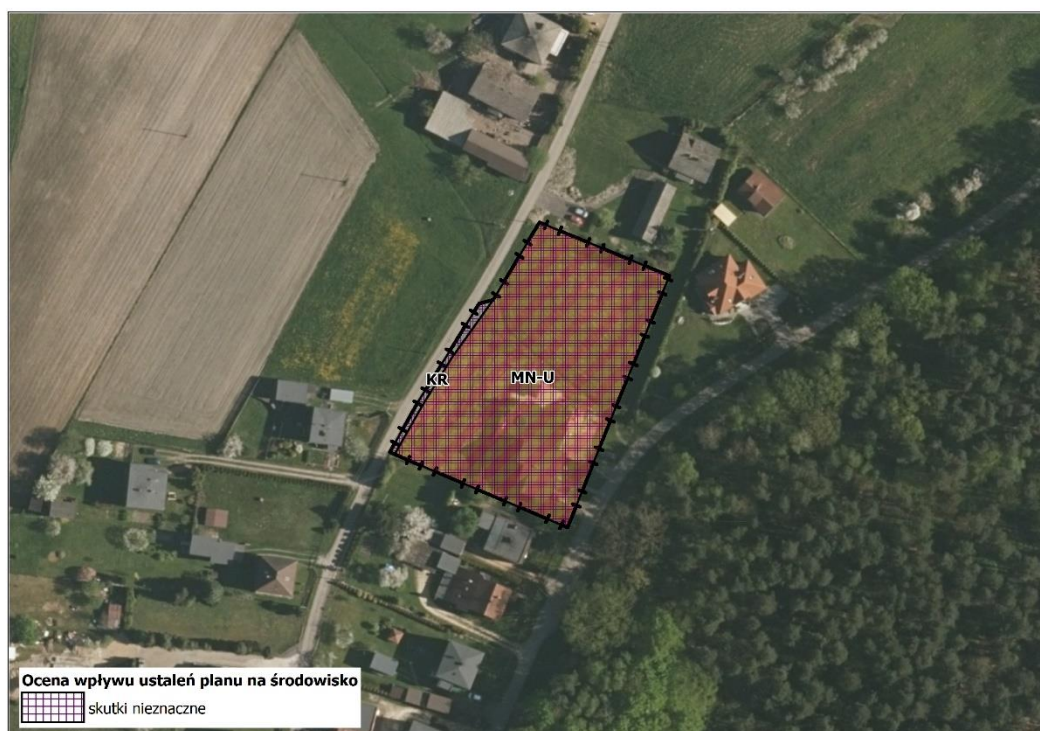 KR
MN-U
Ocena wpływu ustaleń planu na środowisko
skutki nieznaczne